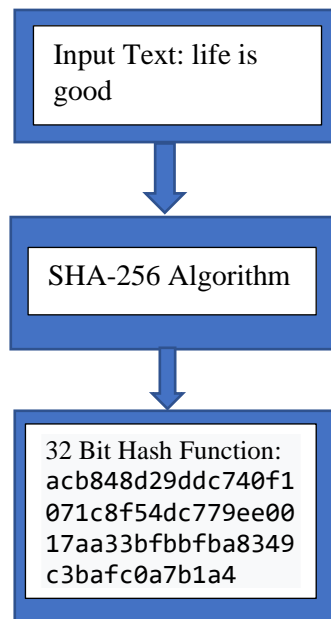 Input Text: life is
good
SHA-256 Algorithm
32 Bit Hash Function:
acb848d29ddc740f1
071c8f54dc779ee00
17aa33bfbbfba8349
c3bafc0a7b1a4